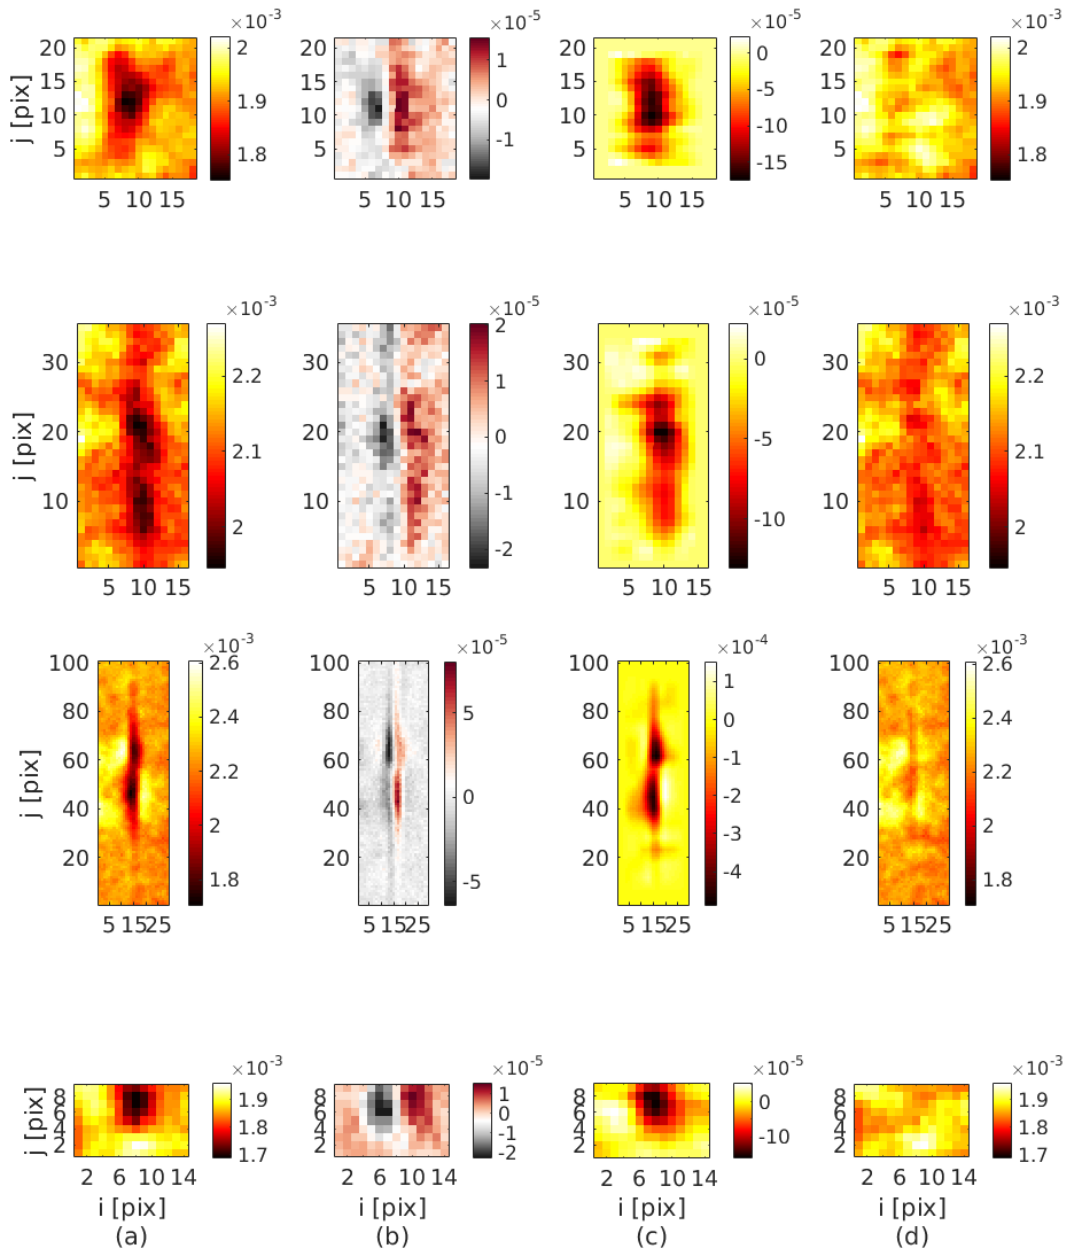 ×10⁻³ ×10⁻⁵ ×10⁻⁵ ×10⁻³
20 2 20 1 20 0 20 2
15 15 15 -5 15
10 1.9 10 0 10 -10 10 1.9
5 1.8 5 -1 5 -15 5 1.8
j [pix]
5 10 15 5 10 15 5 10 15 5 10 15
×10⁻³ ×10⁻⁵ ×10⁻⁵ ×10⁻³
30 2.2 30 2 30 0 30 2.2
20 2.1 20 1 20 -5 20 2.1
10 2 10 0 10 -10 10 2
-1
-2
j [pix]
5 10 15 5 10 15 5 10 15 5 10 15
×10⁻³ ×10⁻⁵ ×10⁻⁴ ×10⁻³
100 2.6 100 100 1 100 2.6
80 2.4 80 5 80 0 80 2.4
60 2.2 60 60 -1 60 2.2
40 2 40 0 40 -2 40 2
20 1.8 20 -5 20 -3 20 1.8
-4
j [pix]
5 15 25 5 15 25 5 15 25 5 15 25
×10⁻³ ×10⁻⁵ ×10⁻⁵ ×10⁻³
8 1.9 8 1 8 0 8 1.9
6 6 0 6 6
4 1.8 4 -1 4 -10 4 1.8
2 1.7 2 -2 2 2 1.7
j [pix]
2 6 10 14 2 6 10 14 2 6 10 14 2 6 10 14
i [pix] i [pix] i [pix] i [pix]
(a) (b) (c) (d)